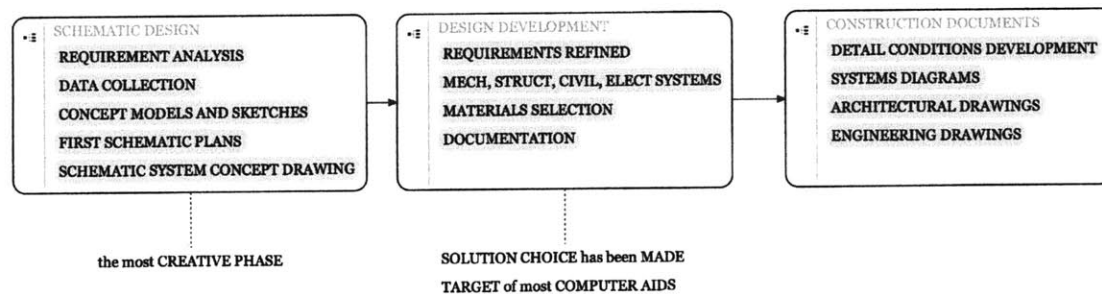 SCHEMATIC DESIGN
REQUIREMENT ANALYSIS
DATA COLLECTION
CONCEPT MODELS AND SKETCHES
FIRST SCHEMATIC PLANS
SCHEMATIC SYSTEM CONCEPT DRAWING
the most CREATIVE PHASE
DESIGN DEVELOPMENT
REQUIREMENTS REFINED
MECH, STRUCT, CIVIL, ELECT SYSTEMS
MATERIALS SELECTION
DOCUMENTATION
SOLUTION CHOICE has been MADE
TARGET of most COMPUTER AIDS
CONSTRUCTION DOCUMENTS
DETAIL CONDITIONS DEVELOPMENT
SYSTEMS DIAGRAMS
ARCHITECTURAL DRAWINGS
ENGINEERING DRAWINGS